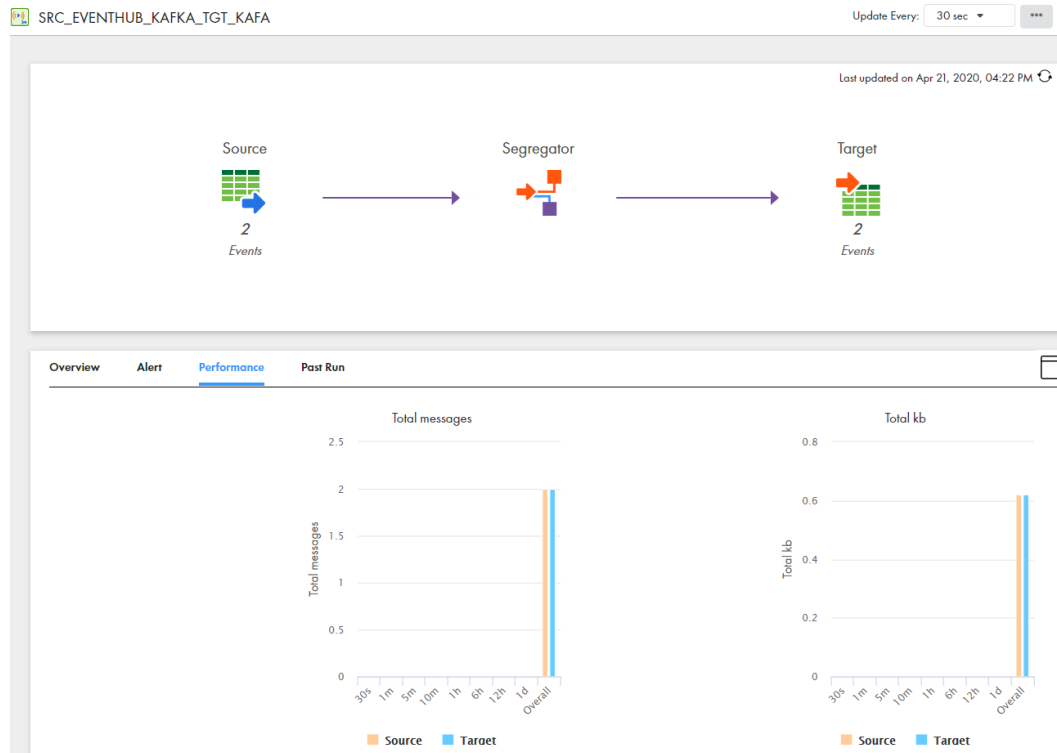 SRC_EVENTHUB_KAFKA_TGT_KAFA
Update Every: 30 sec
Last updated on Apr 21, 2020, 04:22 PM
Source Segregator Target
2 2
Events Events
Overview Alert Performance Past Run
Total messages
2.5
2
1.5
1
0.5
0
Total messages
30s 1m 5m 10m 1h 6h 12h 1d Overall
Source Target
Total kb
0.8
0.6
0.4
0.2
0
Total kb
30s 1m 5m 10m 1h 6h 12h 1d Overall
Source Target